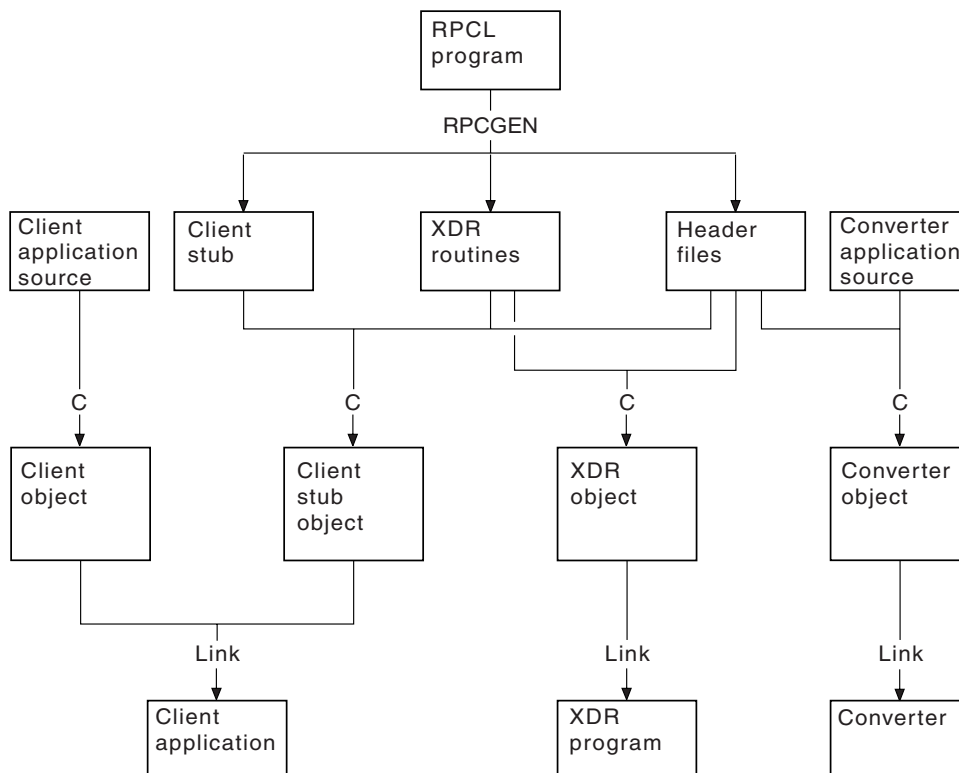 RPCL
program
RPCGEN
Client
application
source
Client
stub
XDR
routines
Header
files
Converter
application
source
C
C
C
C
Client
object
Client
stub
object
XDR
object
Converter
object
Link
Link
Link
Client
application
XDR
program
Converter